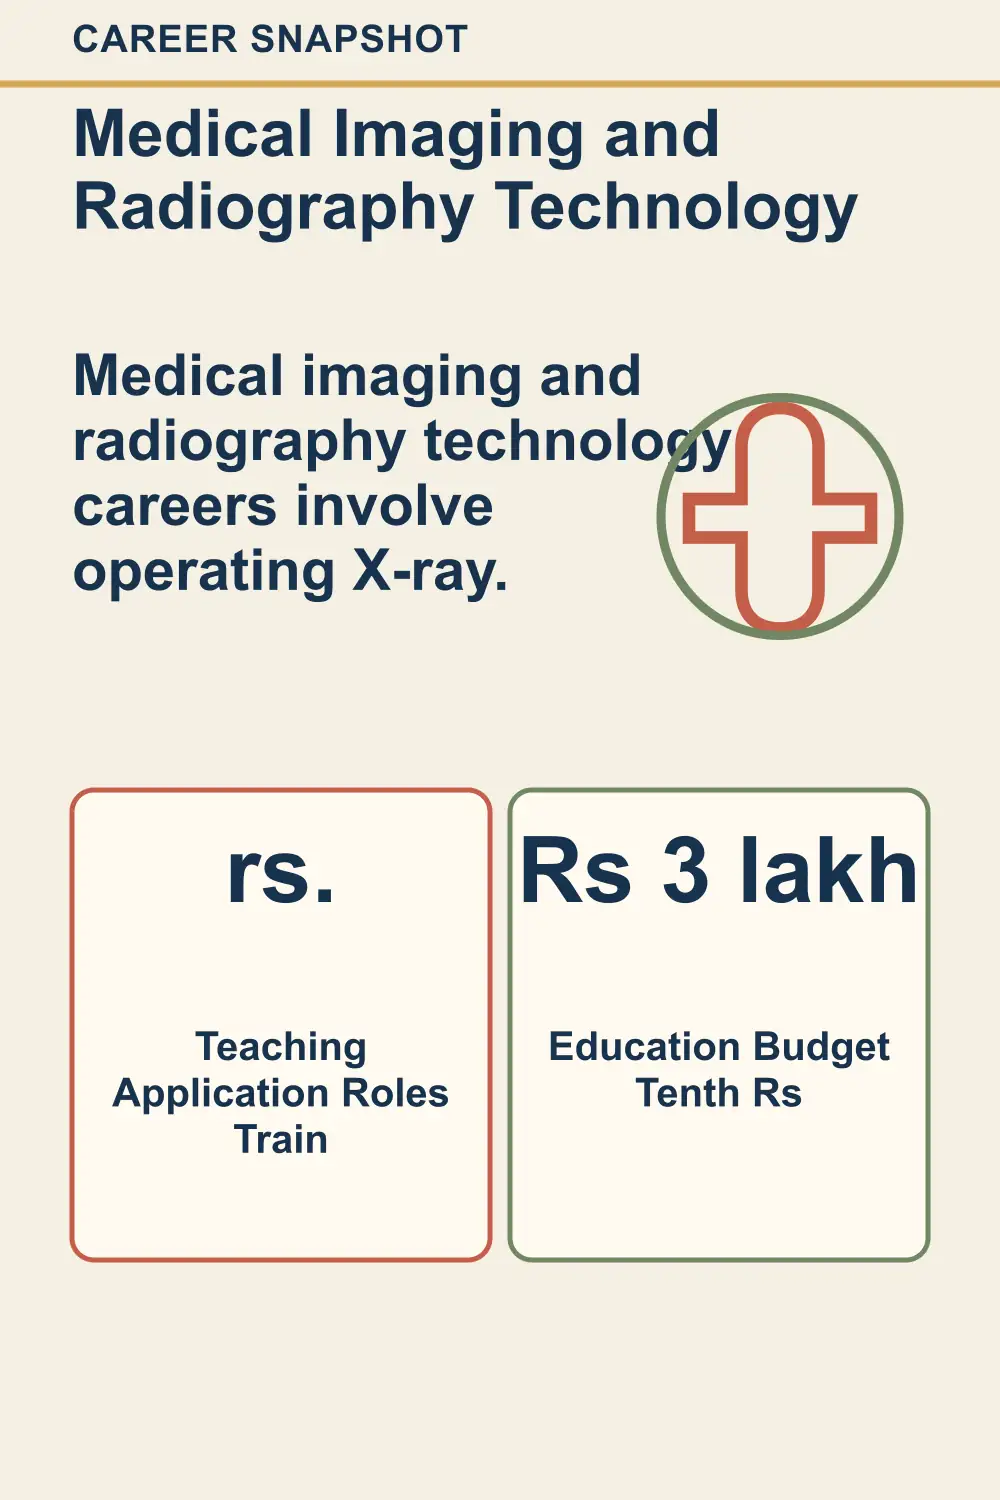 CAREER SNAPSHOT
Medical Imaging and
Radiography Technology
Medical imaging and
radiography technology
careers involve
operating X-ray.
rs.
Teaching
Application Roles
Train
Rs 3 lakh
Education Budget
Tenth Rs